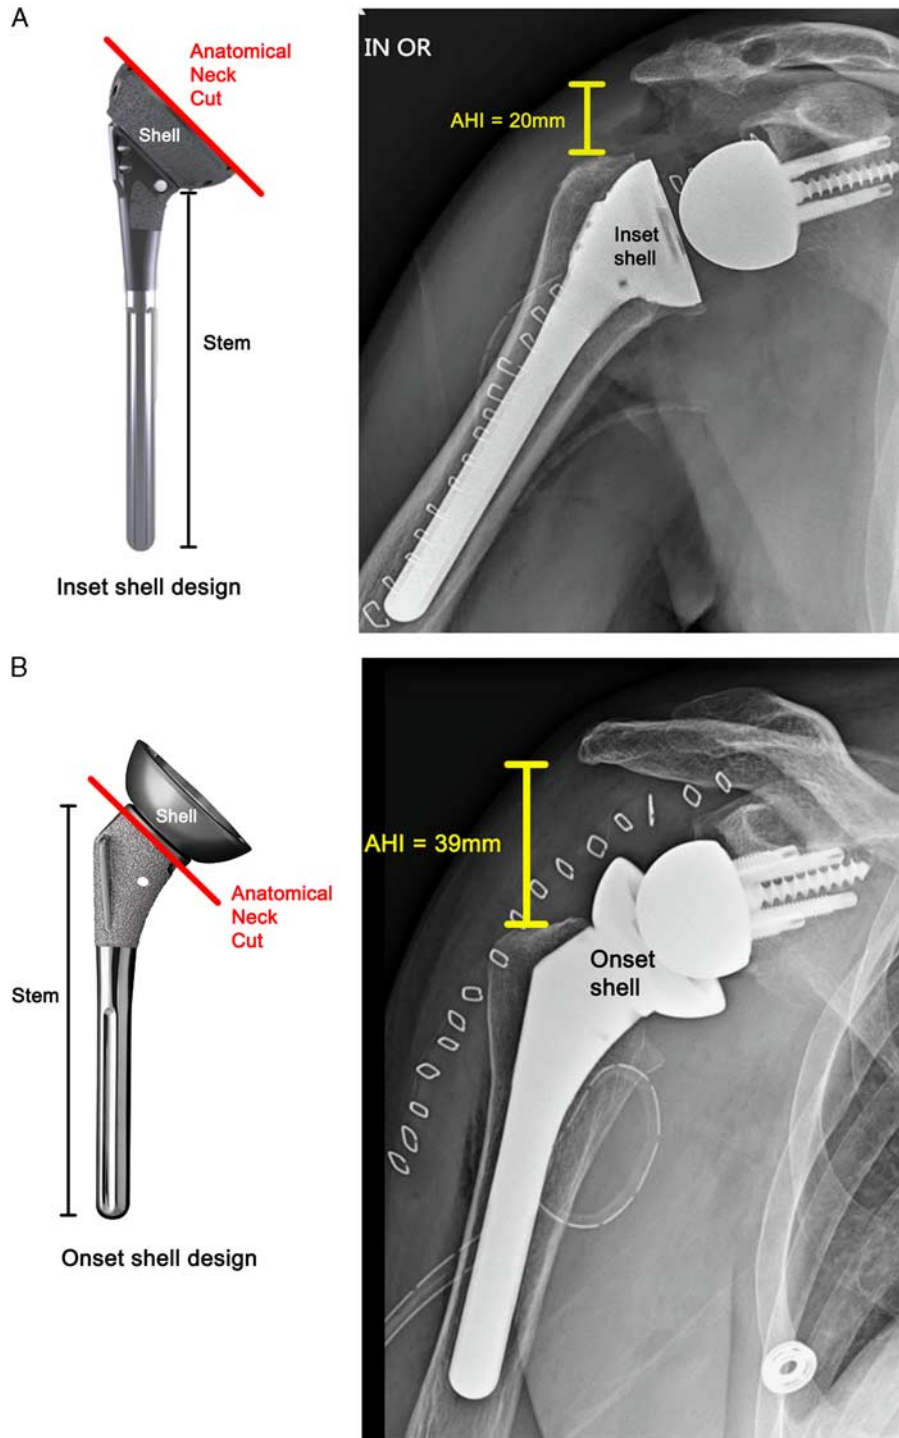 A
Anatomical
Neck
Cut
Shell
Stem
Inset shell design
IN OR
AHI = 20mm
Inset
shell
B
Shell
Anatomical
Neck
Cut
Stem
Onset shell design
AHI = 39mm
Onset
shell